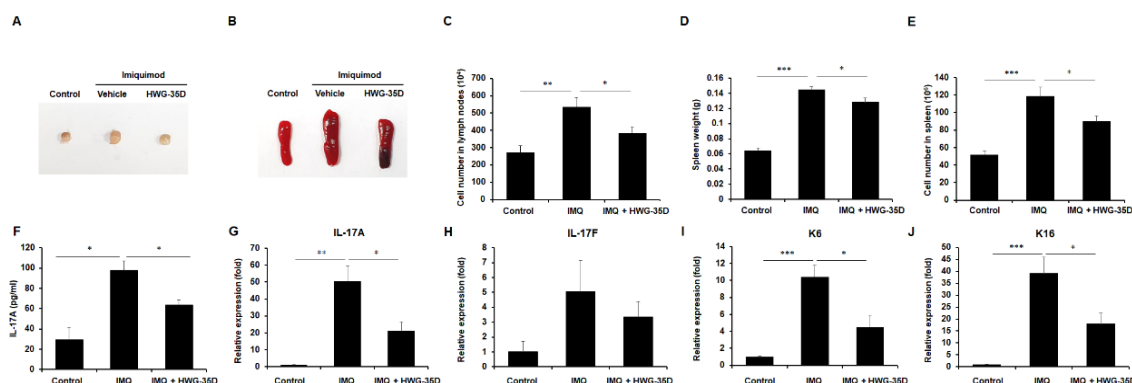 A
Imiquimod
Control Vehicle HWG-35D
B
Imiquimod
Control Vehicle HWG-35D
C
Cell number in lymph nodes (10⁴)
700
600
500
400
300
200
100
0
** *
Control IMQ IMQ + HWG-35D
D
Spleen weight (g)
0.16
0.14
0.12
0.1
0.08
0.06
0.04
0.02
0
*** *
Control IMQ IMQ + HWG-35D
E
Cell number in spleen
140
120
100
80
60
40
20
0
*** *
Control IMQ IMQ + HWG-35D
F
IL-17A (pg/ml)
120
100
80
60
40
20
0
* *
Control IMQ IMQ + HWG-35D
G
IL-17A
Relative expression (fold)
70
60
50
40
30
20
10
0
** *
Control IMQ IMQ + HWG-35D
H
IL-17F
Relative expression (fold)
8
7
6
5
4
3
2
1
0
Control IMQ IMQ + HWG-35D
I
K6
Relative expression (fold)
14
12
10
8
6
4
2
0
*** *
Control IMQ IMQ + HWG-35D
J
K16
Relative expression (fold)
50
45
40
35
30
25
20
15
10
5
0
*** *
Control IMQ IMQ + HWG-35D